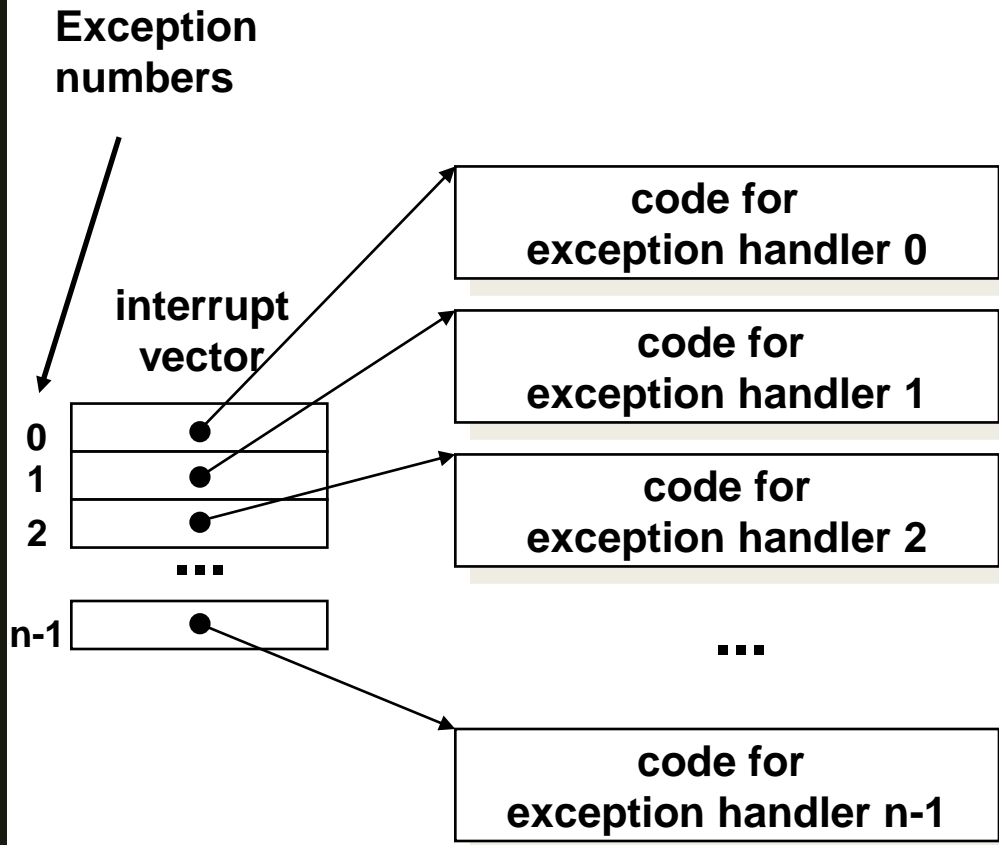 Exception
numbers
code for
exception handler 0
interrupt
vector
code for
exception handler 1
0
1
2
code for
exception handler 2
...
n-1
...
code for
exception handler n-1